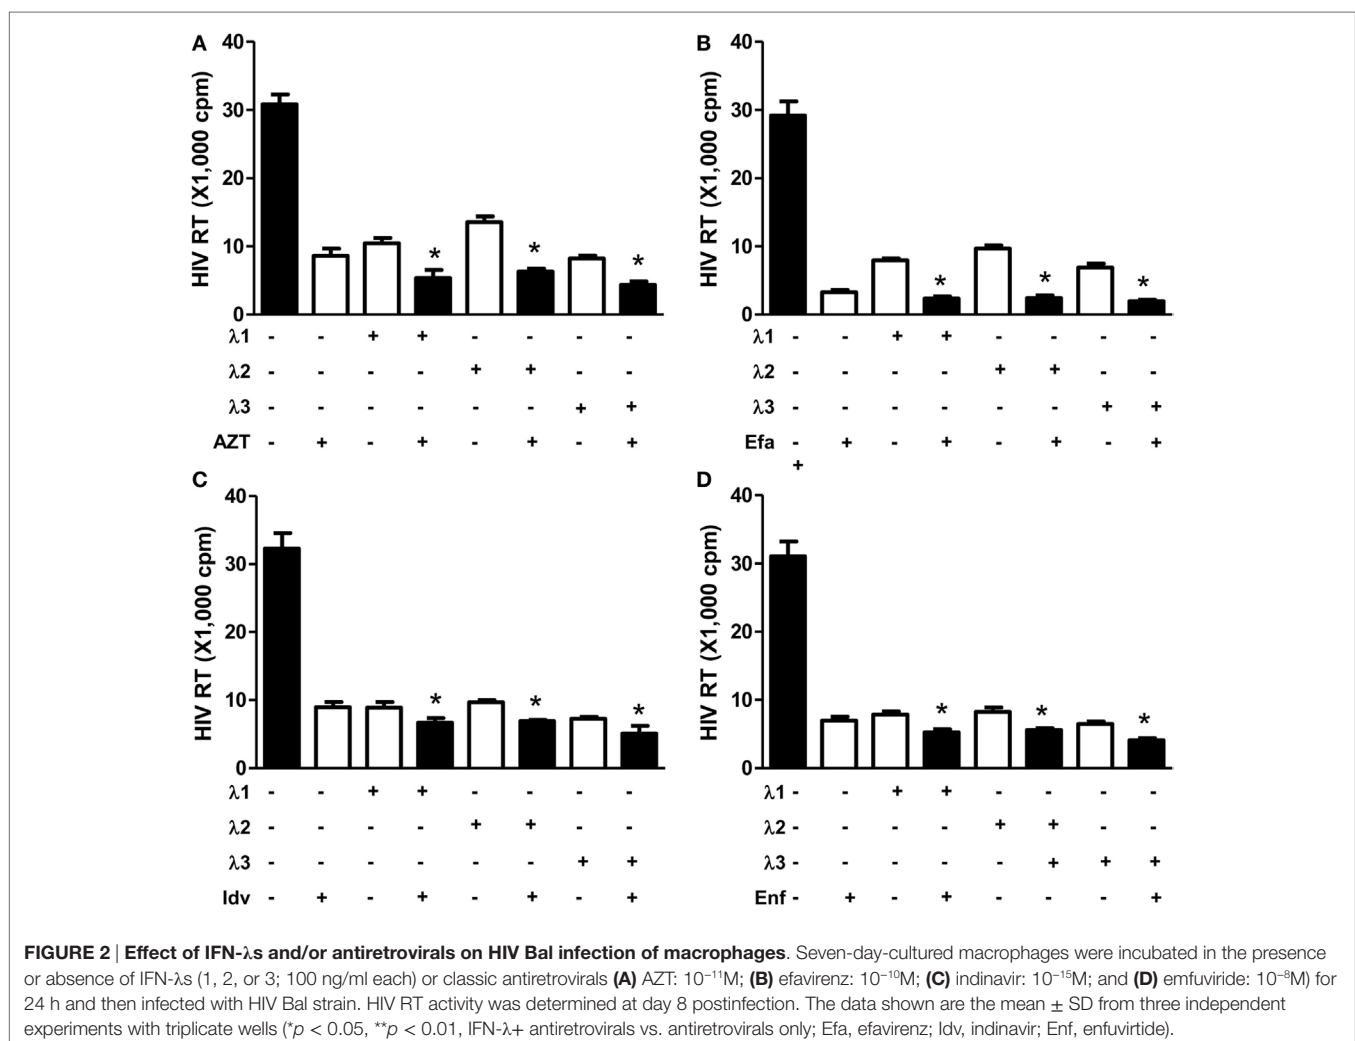 A
HIV RT (X1,000 cpm)
40
30
20
10
0
* * *
λ1 - - + + - - - -
λ2 - - - - + + - -
λ3 - - - - - - + +
AZT - + - + - + - +
B
HIV RT (X1,000 cpm)
40
30
20
10
0
* * *
λ1 - - + + - - - -
λ2 - - - - + + - -
λ3 - - - - - - + +
Efa - + - + - + - +
+
C
HIV RT (X1,000 cpm)
40
30
20
10
0
* * *
λ1 - - + + - - - -
λ2 - - - - + + - -
λ3 - - - - - - + +
Idv - + - + - + - +
D
HIV RT (X1,000 cpm)
40
30
20
10
0
* * *
λ1 - - + + - - - -
λ2 - - - - + + - -
λ3 - - - - - + + +
Enf - + - + - - - +
FIGURE 2 | Effect of IFN-λs and/or antiretrovirals on HIV Bal infection of macrophages. Seven-day-cultured macrophages were incubated in the presence
or absence of IFN-λs (1, 2, or 3; 100 ng/ml each) or classic antiretrovirals (A) AZT: 10⁻¹¹M; (B) efavirenz: 10⁻¹⁰M; (C) indinavir: 10⁻¹⁵M; and (D) emfuviride: 10⁻⁸M) for
24 h and then infected with HIV Bal strain. HIV RT activity was determined at day 8 postinfection. The data shown are the mean ± SD from three independent
experiments with triplicate wells (*p < 0.05, **p < 0.01, IFN-λ+ antiretrovirals vs. antiretrovirals only; Efa, efavirenz; Idv, indinavir; Enf, enfuvirtide).